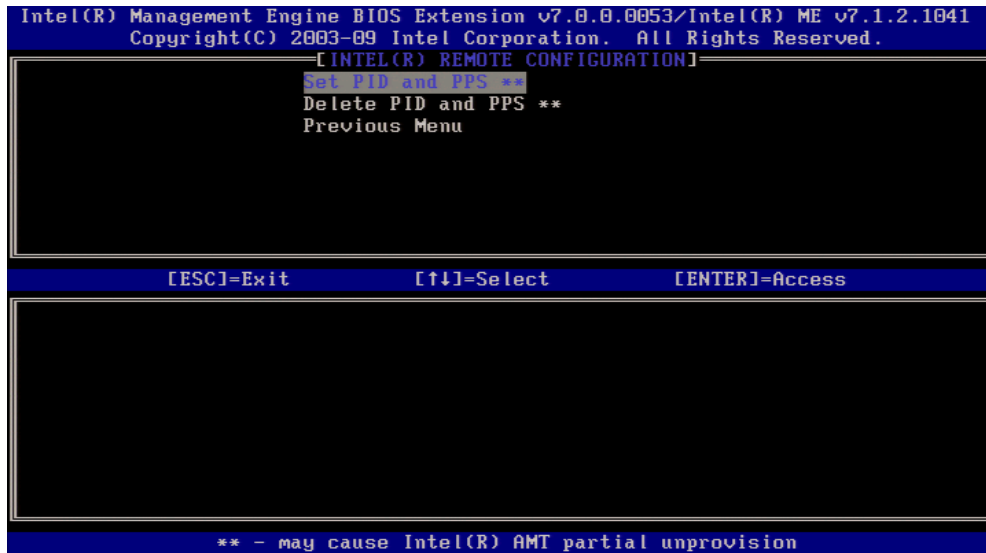 Intel(R) Management Engine BIOS Extension v7.0.0.0053/Intel(R) ME v7.1.2.1041
Copyright(C) 2003-09 Intel Corporation. All Rights Reserved.
[INTEL(R) REMOTE CONFIGURATION]
Set PID and PPS **
Delete PID and PPS **
Previous Menu
[ESC]=Exit [↑↓]=Select [ENTER]=Access
** - may cause Intel(R) AMT partial unprovision